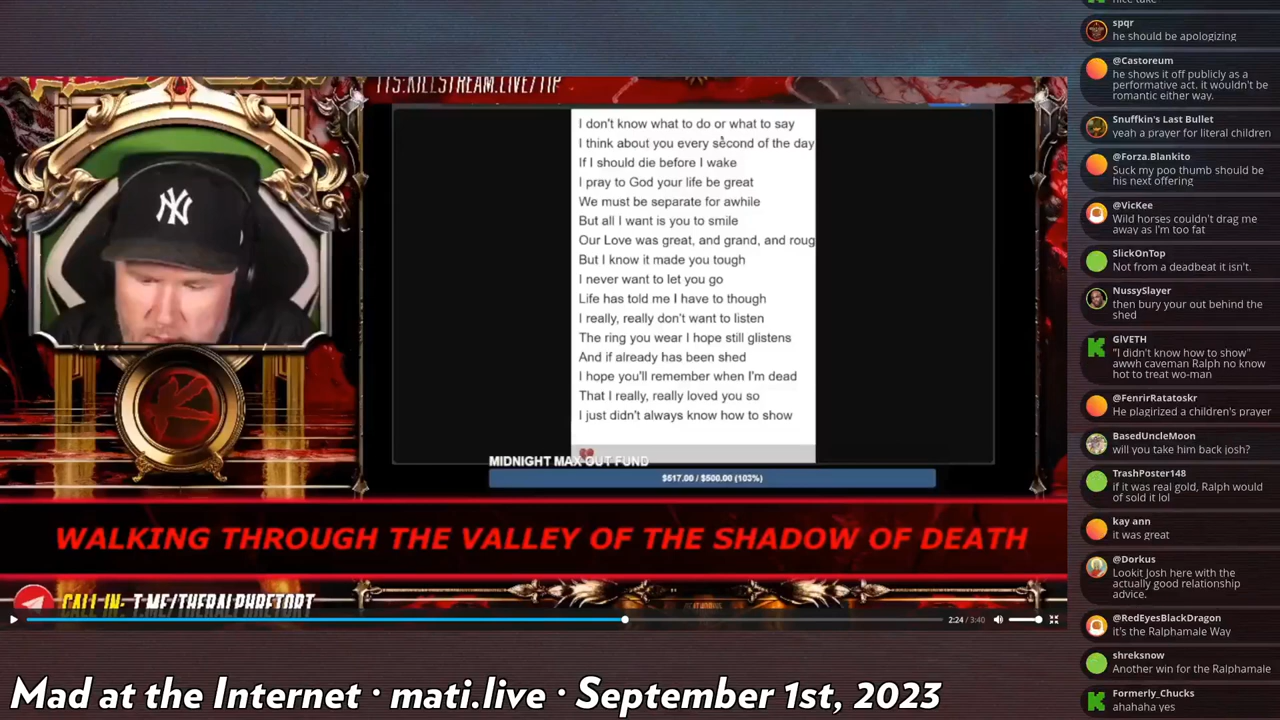 TTS:KILLSTREAM.LIVE/TIP
NY
I don't know what to do or what to say
I think about you every second of the day
If I should die before I wake
I pray to God your life be great
We must be separate for awhile
But all I want is you to smile
Our Love was great, and grand, and roug
But I know it made you tough
I never want to let you go
Life has told me I have to though
I really, really don't want to listen
The ring you wear I hope still glistens
And if already has been shed
I hope you'll remember when I'm dead
That I really, really loved you so
I just didn't always know how to show
MIDNIGHT MAX OUT FUND
$517.00 / $500.00 (103%)
WALKING THROUGH THE VALLEY OF THE SHADOW OF DEATH
CALL IN: T.ME/THERALPHRETORT
2:24 / 3:40
Mad at the Internet · mati.live · September 1st, 2023
nice take
spqr
he should be apologizing
@Castoreum
he shows it off publicly as a
performative act. it wouldn't be
romantic either way.
Snuffkin's Last Bullet
yeah a prayer for literal children
@Forza.Blankito
Suck my poo thumb should be
his next offering
@VicKee
Wild horses couldn't drag me
away as I'm too fat
SlickOnTop
Not from a deadbeat it isn't.
NussySlayer
then bury your out behind the
shed
GIVETH
"I didn't know how to show"
awwh caveman Ralph no know
hot to treat wo-man
@FenrirRatatoskr
He plagirized a children's prayer
BasedUncleMoon
will you take him back josh?
TrashPoster148
if it was real gold, Ralph would
of sold it lol
kay ann
it was great
@Dorkus
Lookit Josh here with the
actually good relationship
advice.
@RedEyesBlackDragon
it's the Ralphamale Way
shreksnow
Another win for the Ralphamale
Formerly_Chucks
ahahaha yes